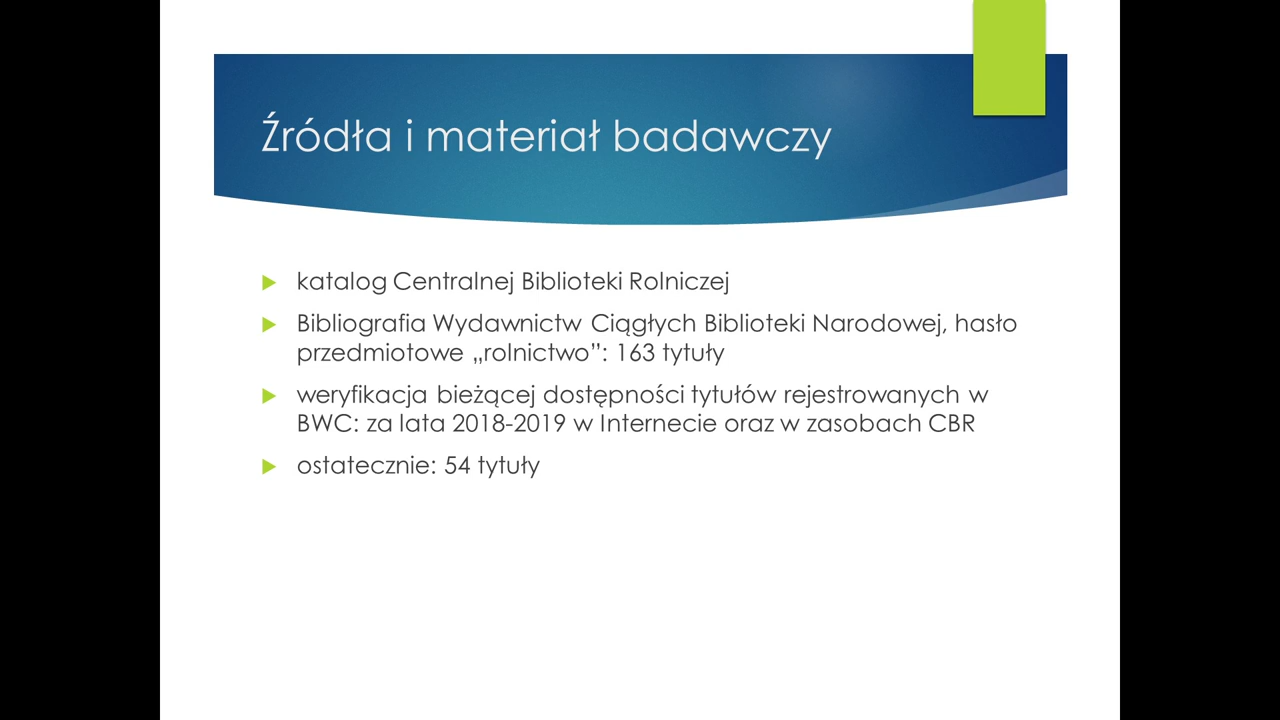 Źródła i materiał badawczy
katalog Centralnej Biblioteki Rolniczej
Bibliografia Wydawnictw Ciągłych Biblioteki Narodowej, hasło
przedmiotowe „rolnictwo”: 163 tytuły
weryfikacja bieżącej dostępności tytułów rejestrowanych w
BWC: za lata 2018-2019 w Internecie oraz w zasobach CBR
ostatecznie: 54 tytuły